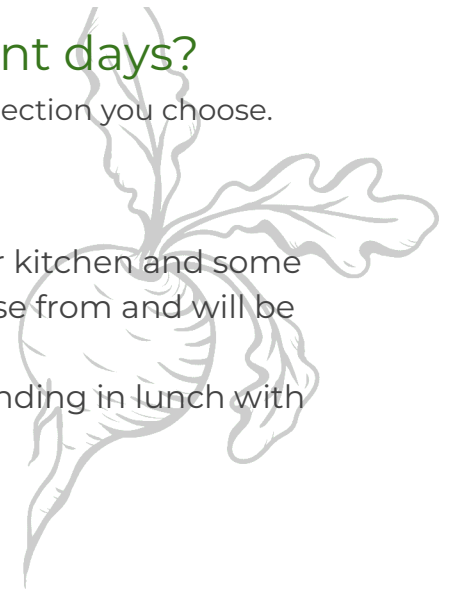 nt days?
ection you choose.
r kitchen and some
se from and will be
nding in lunch with